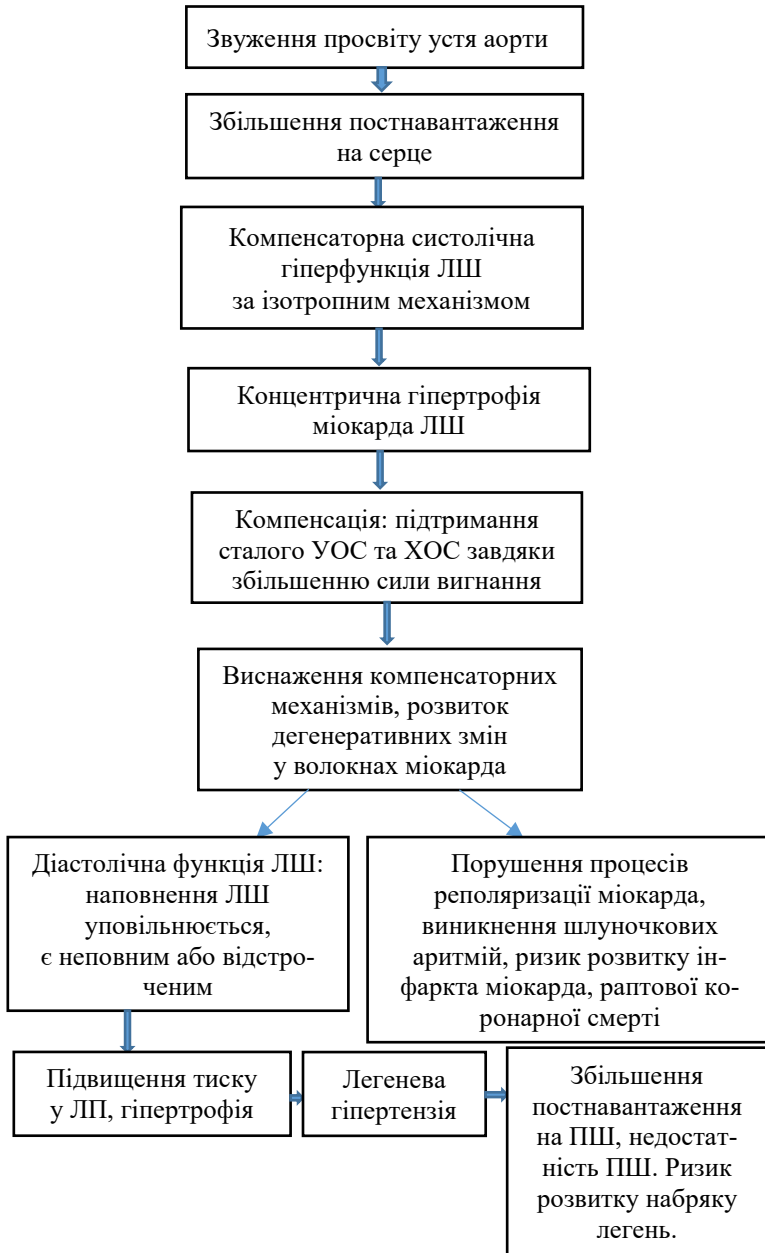 Звуження просвіту устя аорти
Збільшення постнавантаження
на серце
Компенсаторна систолічна
гіперфункція ЛШ
за ізотропним механізмом
Концентрична гіпертрофія
міокарда ЛШ
Компенсація: підтримання
сталого УОС та ХОС завдяки
збільшенню сили вигнання
Виснаження компенсаторних
механізмів, розвиток
дегенеративних змін
у волокнах міокарда
Діастолічна функція ЛШ:
наповнення ЛШ
уповільнюється,
є неповним або відстро-
ченим
Порушення процесів
реполяризації міокарда,
виникнення шлуночкових
аритмій, ризик розвитку ін-
фаркта міокарда, раптової ко-
ронарної смерті
Підвищення тиску
у ЛП, гіпертрофія
Легенева
гіпертензія
Збільшення
постнавантаження
на ПШ, недостат-
ність ПШ. Ризик
розвитку набряку
легень.